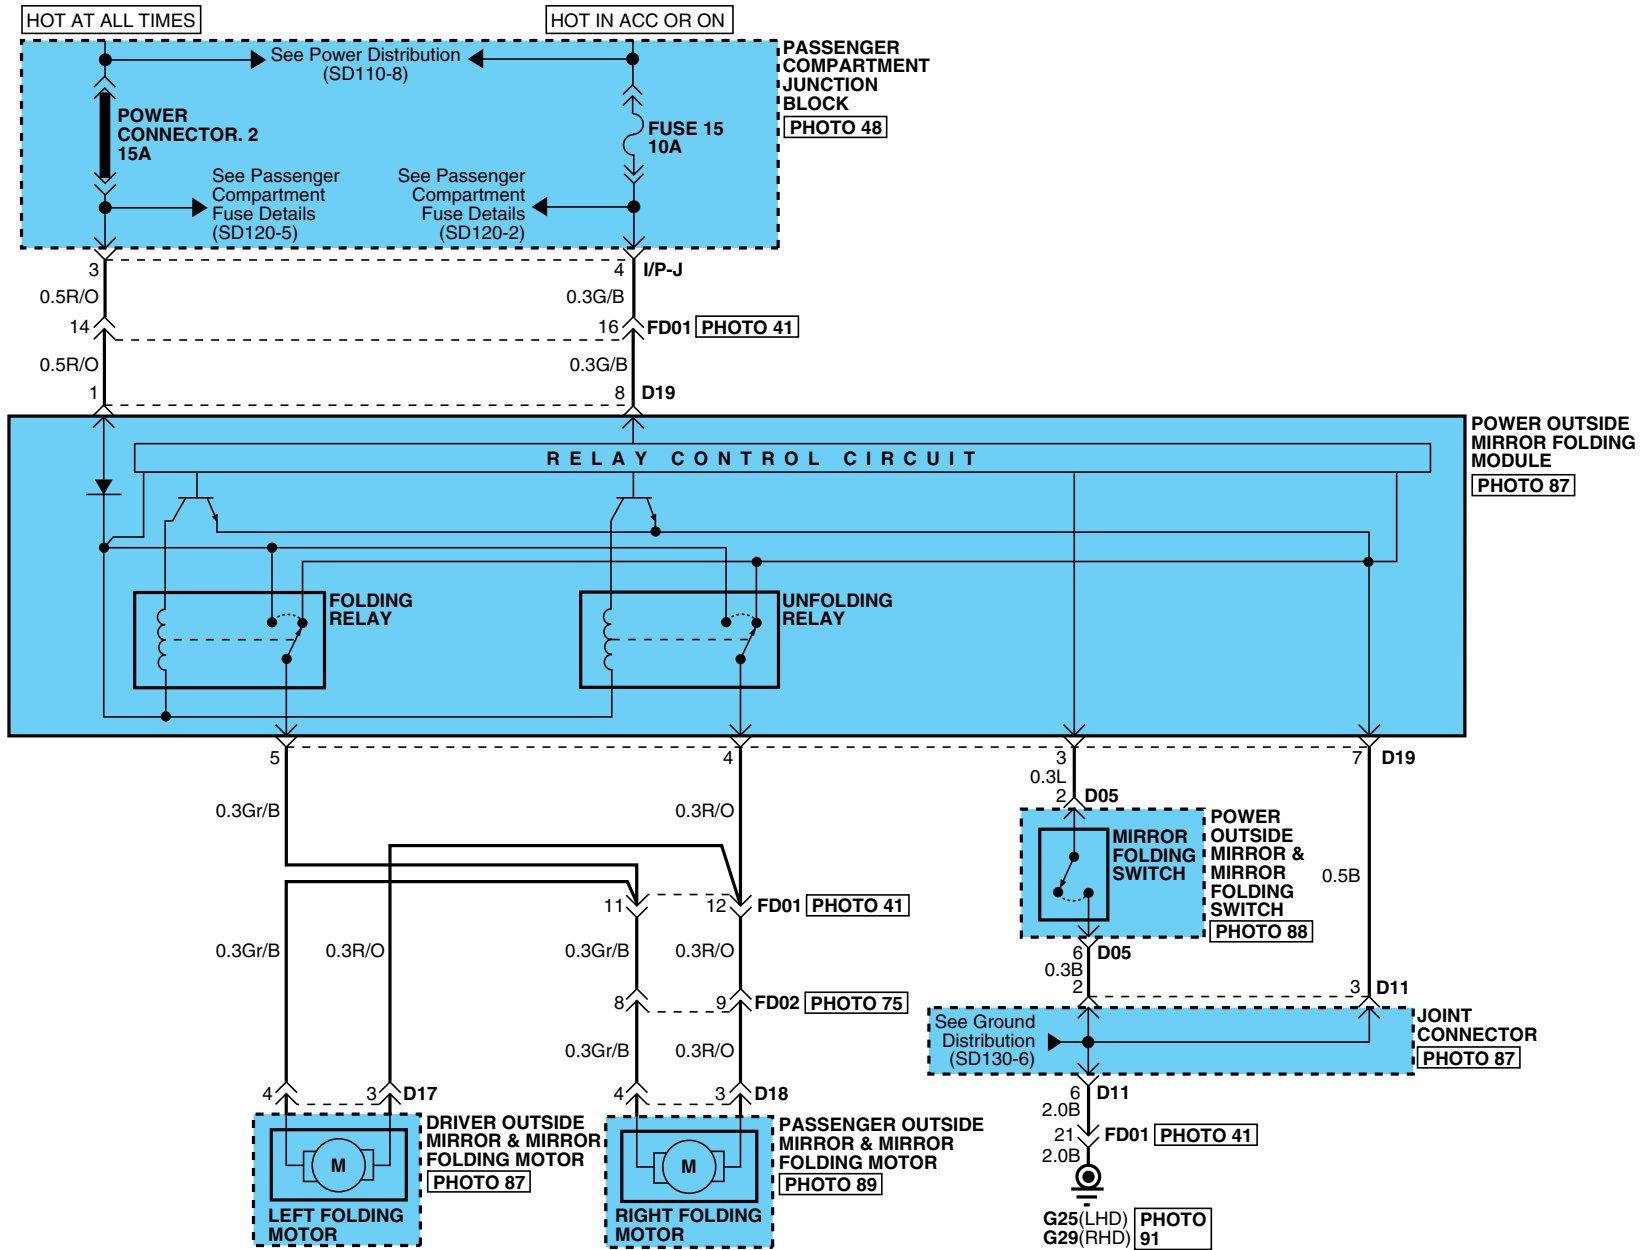 HOT AT ALL TIMES
HOT IN ACC OR ON
See Power Distribution
(SD110-8)
PASSENGER
COMPARTMENT
JUNCTION
BLOCK
PHOTO 48
POWER
CONNECTOR. 2
15A
FUSE 15
10A
See Passenger
Compartment
Fuse Details
(SD120-5)
See Passenger
Compartment
Fuse Details
(SD120-2)
3
4
I/P-J
0.5R/O
0.3G/B
14
16
FD01
PHOTO 41
0.5R/O
0.3G/B
1
8
D19
POWER OUTSIDE
MIRROR FOLDING
MODULE
PHOTO 87
RELAY CONTROL CIRCUIT
FOLDING
RELAY
UNFOLDING
RELAY
5
4
3
7
D19
0.3L
2
D05
0.3Gr/B
0.3R/O
MIRROR
FOLDING
SWITCH
POWER
OUTSIDE
MIRROR &
MIRROR
FOLDING
SWITCH
PHOTO 88
0.5B
11
12
FD01
PHOTO 41
0.3Gr/B
0.3R/O
0.3Gr/B
0.3R/O
6
D05
0.3B
2
3
D11
8
9
FD02
PHOTO 75
See Ground
Distribution
(SD130-6)
JOINT
CONNECTOR
PHOTO 87
0.3Gr/B
0.3R/O
4
3
D17
4
3
D18
6
D11
2.0B
21
FD01
PHOTO 41
2.0B
DRIVER OUTSIDE
MIRROR & MIRROR
FOLDING MOTOR
PHOTO 87
M
LEFT FOLDING
MOTOR
PASSENGER OUTSIDE
MIRROR & MIRROR
FOLDING MOTOR
PHOTO 89
M
RIGHT FOLDING
MOTOR
G25(LHD)
G29(RHD)
PHOTO
91